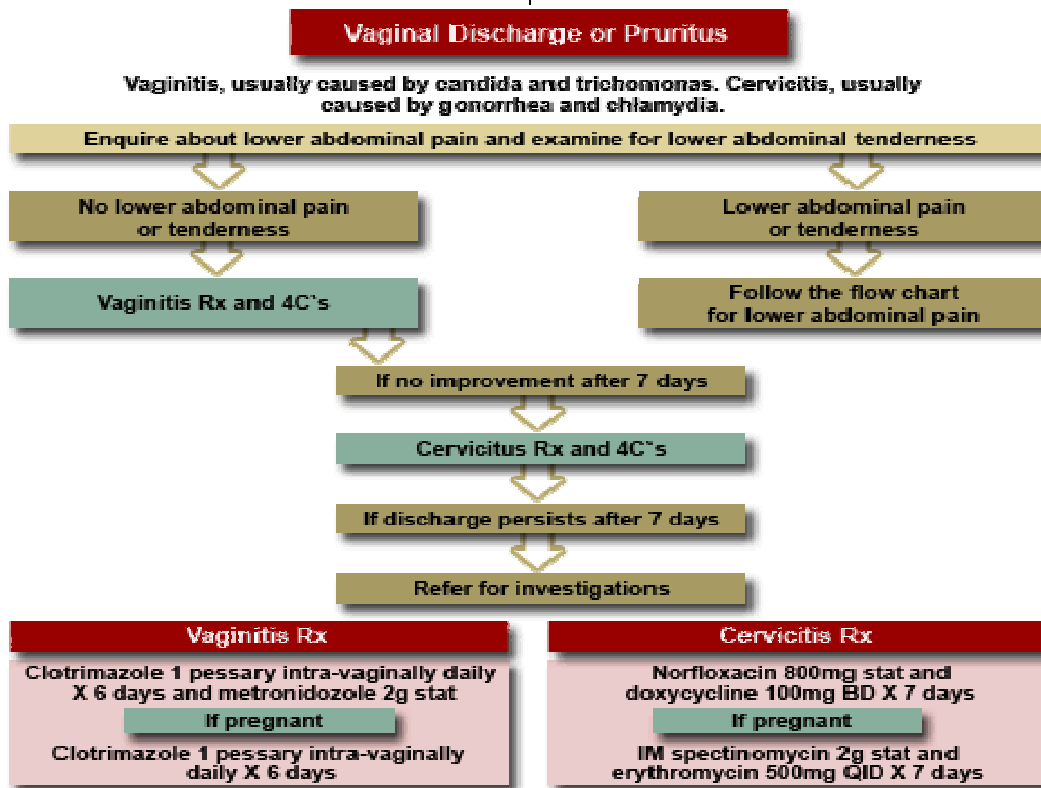 Vaginal Discharge or Pruritus
Vaginitis, usually caused by candida and trichomonas. Cervicitis, usually
caused by gonorrhea and chlamydia.
Enquire about lower abdominal pain and examine for lower abdominal tenderness
No lower abdominal pain
or tenderness
Lower abdominal pain
or tenderness
Vaginitis Rx and 4C`s
Follow the flow chart
for lower abdominal pain
If no improvement after 7 days
Cervicitus Rx and 4C`s
If discharge persists after 7 days
Refer for investigations
Vaginitis Rx
Clotrimazole 1 pessary intra-vaginally daily
X 6 days and metronidozole 2g stat
If pregnant
Clotrimazole 1 pessary intra-vaginally
daily X 6 days
Cervicitis Rx
Norfloxacin 800mg stat and
doxycycline 100mg BD X 7 days
If pregnant
IM spectinomycin 2g stat and
erythromycin 500mg QID X 7 days